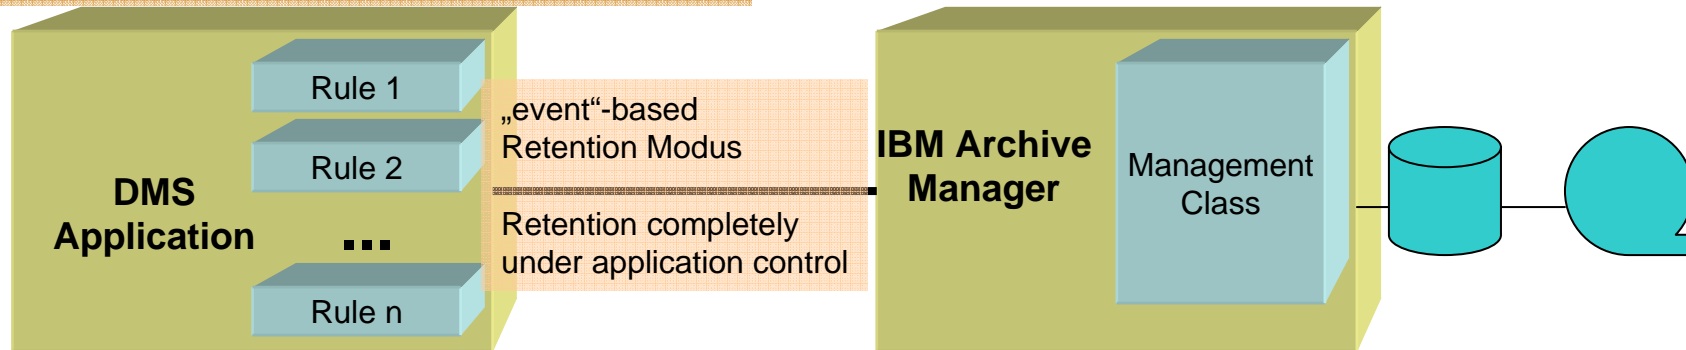 DMS
Application
Rule 1
Rule 2
...
Rule n
„event“-based
Retention Modus
Retention completely
under application control
IBM Archive
Manager
Management
Class